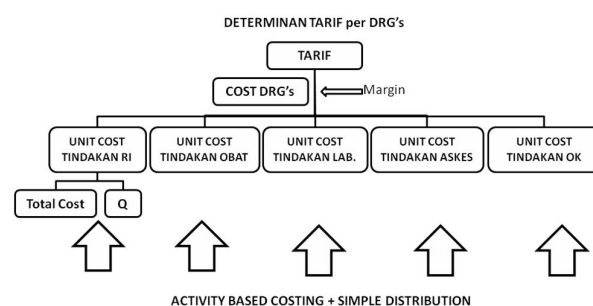 DETERMINAN TARIF per DRG's
TARIF
COST DRG's
Margin
UNIT COST
TINDAKAN RI
UNIT COST
TINDAKAN OBAT
UNIT COST
TINDAKAN LAB.
UNIT COST
TINDAKAN ASKES
UNIT COST
TINDAKAN OK
Total Cost
Q
ACTIVITY BASED COSTING + SIMPLE DISTRIBUTION